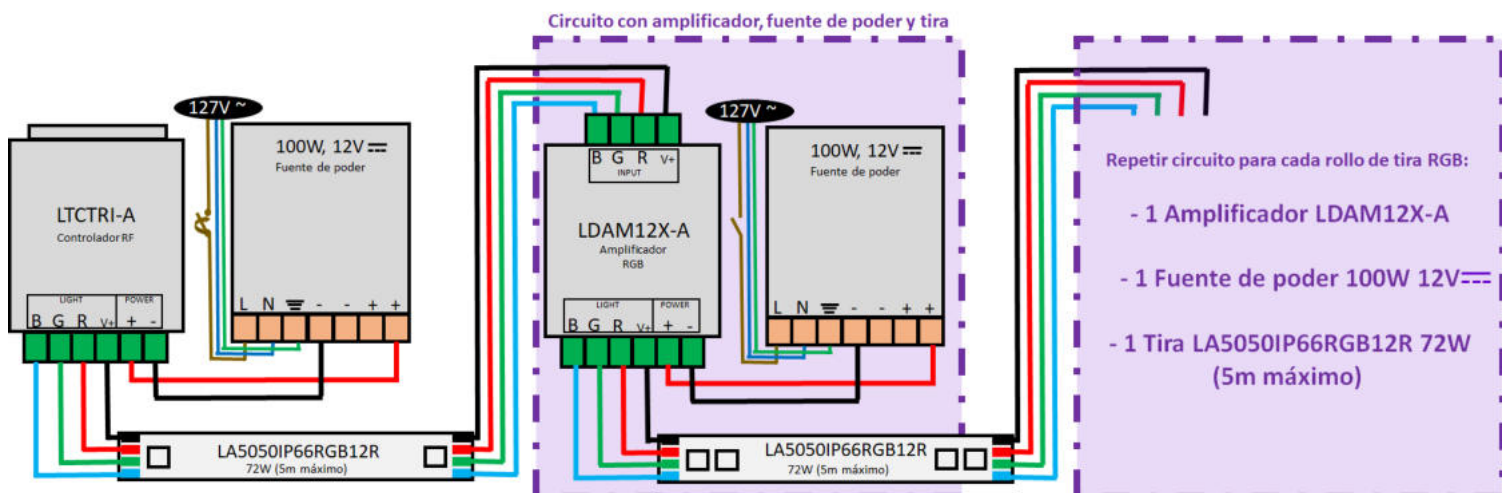 Circuito con amplificador, fuente de poder y tira
127V ~
100W, 12V
Fuente de poder
LTCTRI-A
Controlador RF
LIGHT POWER
B G R V+ + -
L N - - + +
LA5050IP66RGB12R
72W (5m máximo)
B G R V+
INPUT
LDAM12X-A
Amplificador
RGB
LIGHT POWER
B G R V+ + -
127V ~
100W, 12V
Fuente de poder
L N - - + +
LA5050IP66RGB12R
72W (5m máximo)
Repetir circuito para cada rollo de tira RGB:
- 1 Amplificador LDAM12X-A
- 1 Fuente de poder 100W 12V
- 1 Tira LA5050IP66RGB12R 72W
(5m máximo)